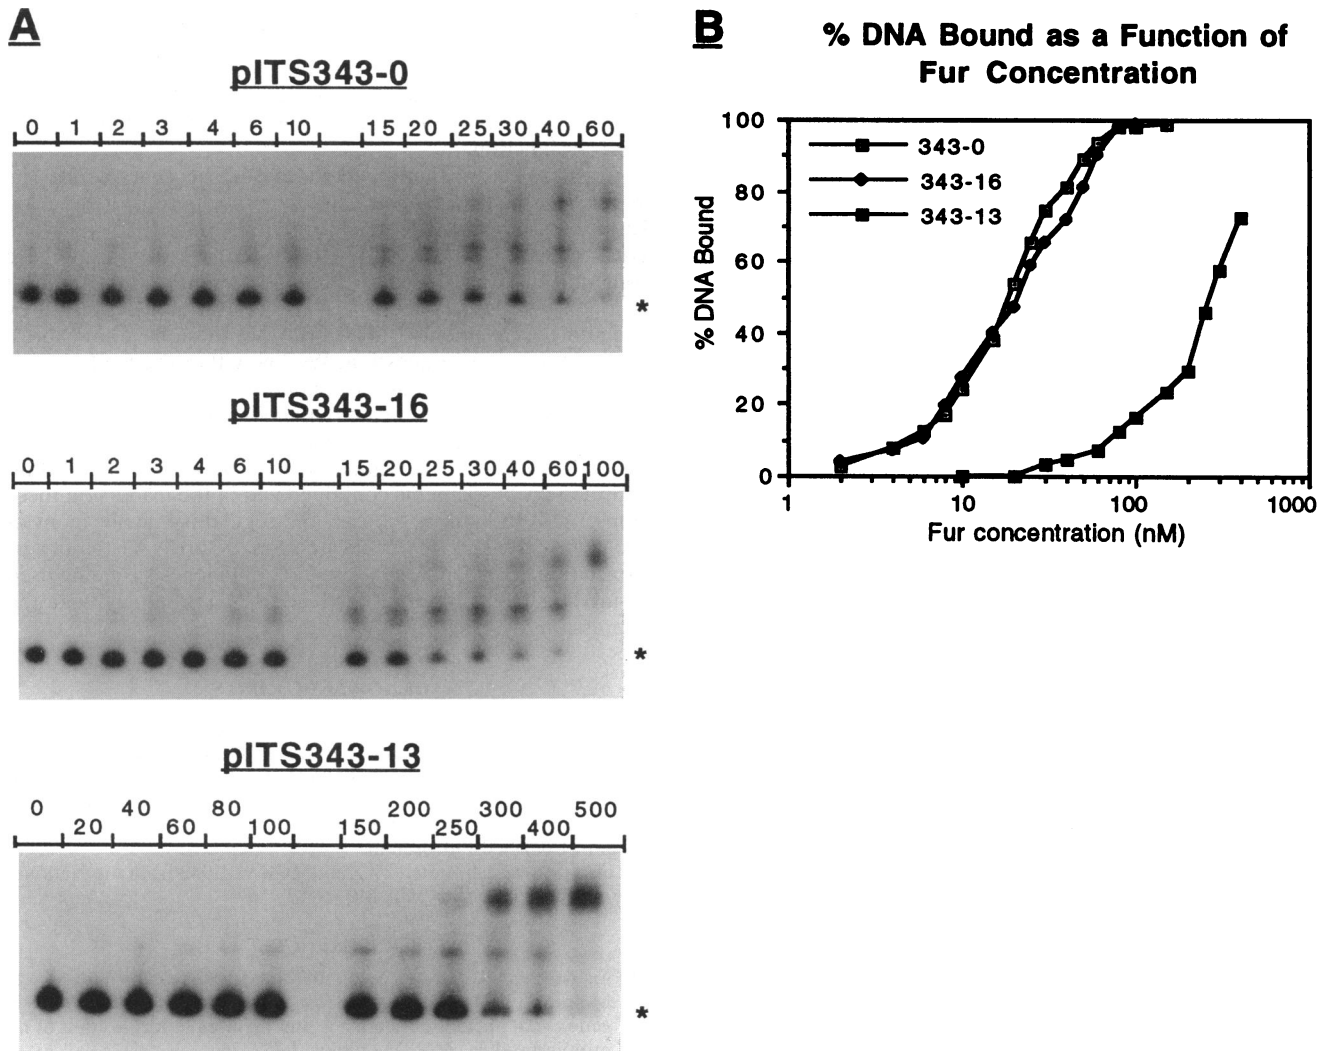 A
pITS343-0
0 1 2 3 4 6 10 15 20 25 30 40 60
*
pITS343-16
0 1 2 3 4 6 10 15 20 25 30 40 60 100
*
pITS343-13
0 40 80 200 300 500
20 60 100 150 250 400
*
B
% DNA Bound as a Function of
Fur Concentration
% DNA Bound
100
80
60
40
20
0
343-0
343-16
343-13
1 10 100 1000
Fur concentration (nM)